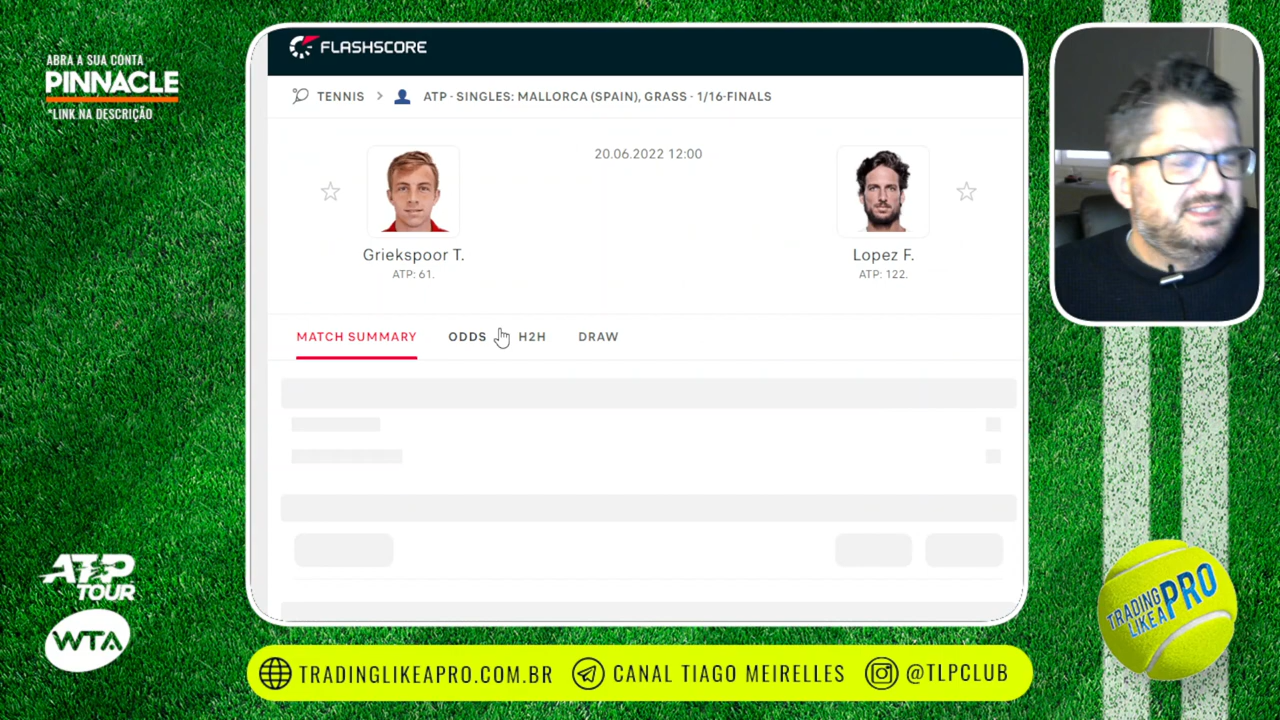 ABRA A SUA CONTA
PINNACLE
*LINK NA DESCRIÇÃO
FLASHSCORE
TENNIS > ATP - SINGLES: MALLORCA (SPAIN), GRASS - 1/16-FINALS
20.06.2022 12:00
Griekspoor T.
ATP: 61.
Lopez F.
ATP: 122.
MATCH SUMMARY ODDS H2H DRAW
ATP
TOUR
WTA
TRADING
LIKE A
PRO
TRADINGLIKEAPRO.COM.BR CANAL TIAGO MEIRELLES @TLPCLUB